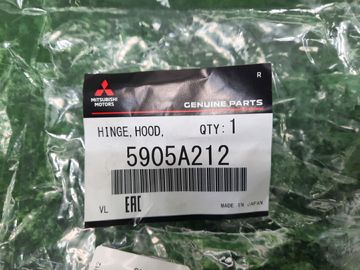 R
MITSUBISHI
MOTORS
GENUINE PARTS
HINGE, HOOD, QTY: 1
5905A212
VL EAC MADE IN JAPAN